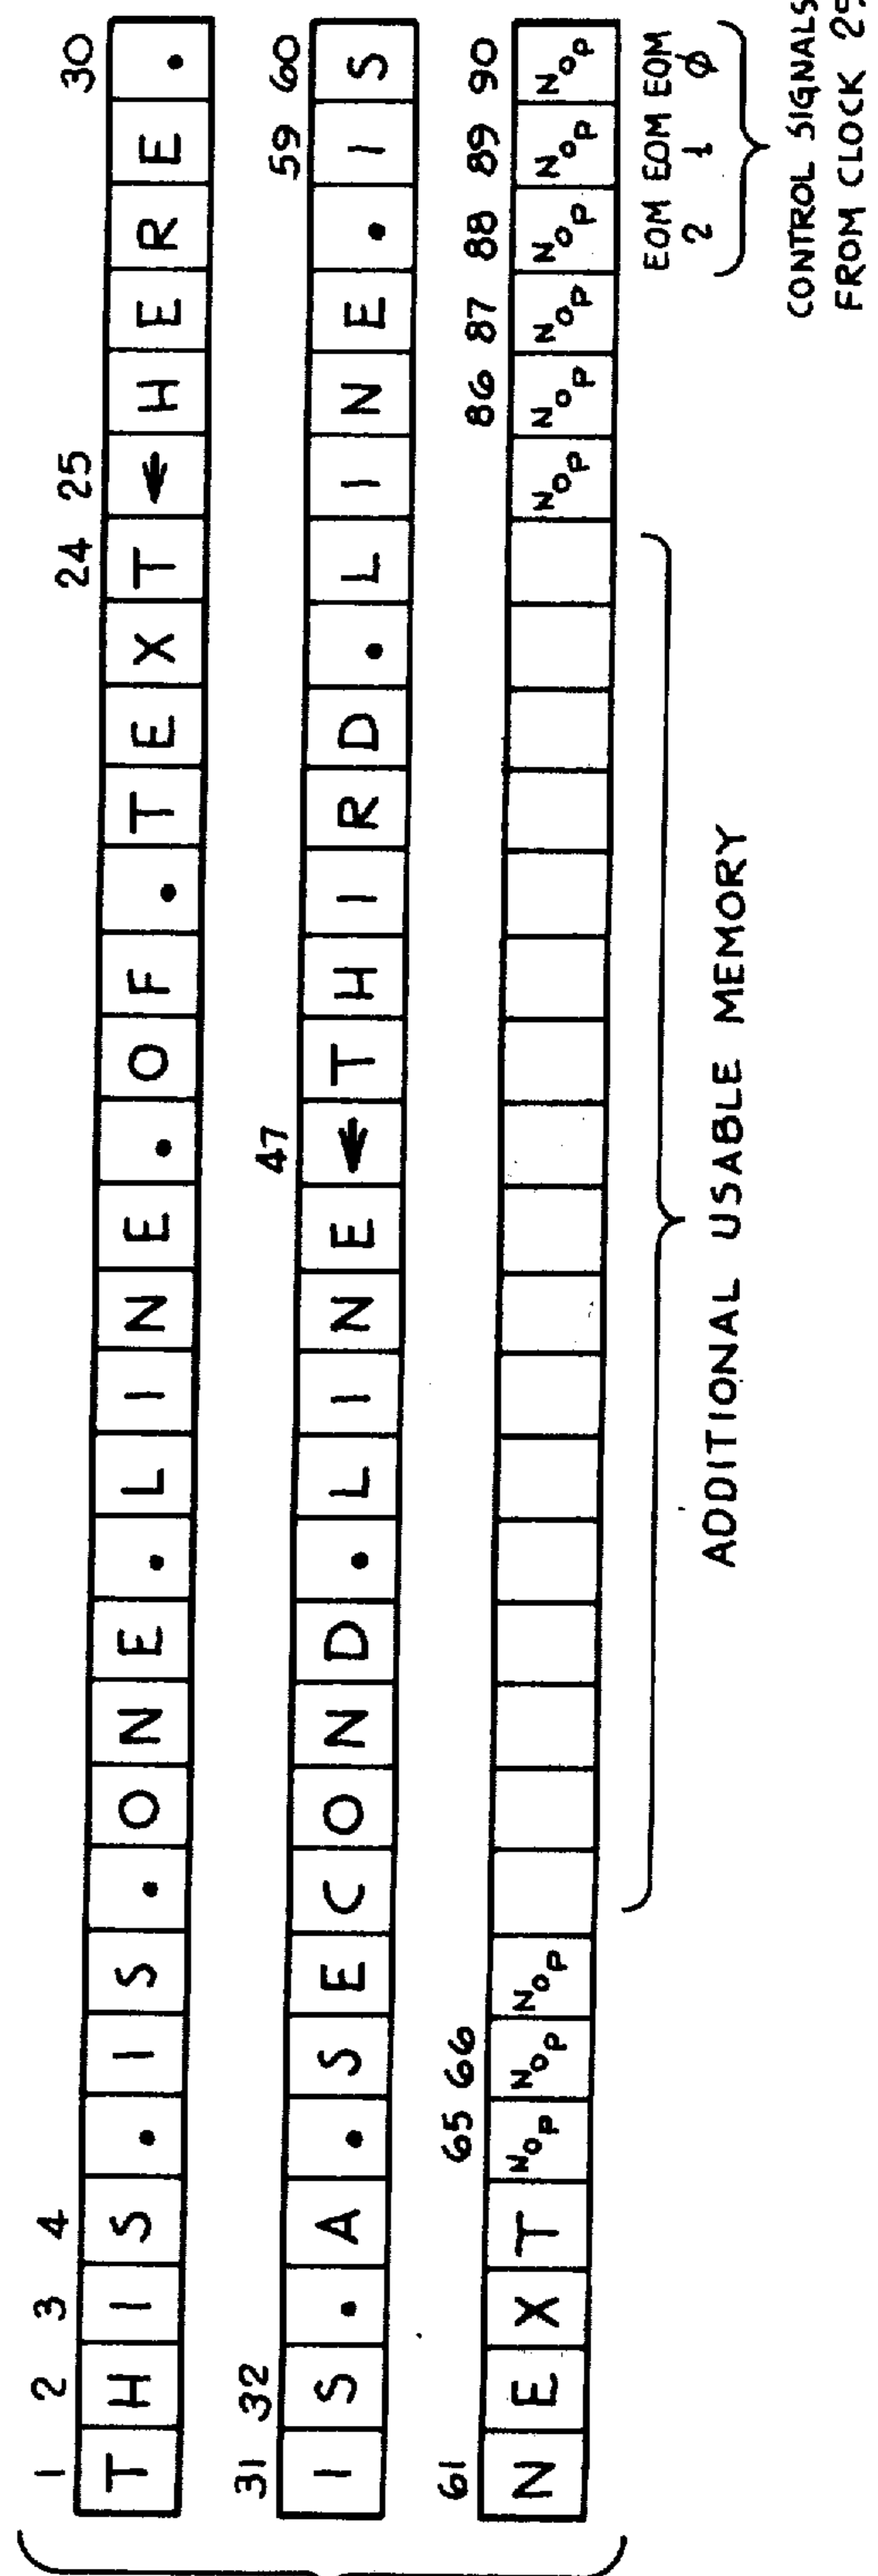 1 2 3 4 24 25 30
T H I S . I S . O N E . L I N E . O F . T E X T ↑ H E R E .
31 32 47 59 60
I S . A . S E C O N D . L I N E ↑ T H I R D . L I N E . I S
61 65 66 86 87 88 89 90
N E X T NOP NOP NOP NOP NOP NOP NOP NOP NOP
EOM EOM EOM
2 1 Ø
ADDITIONAL USABLE MEMORY
CONTROL SIGNALS
FROM CLOCK